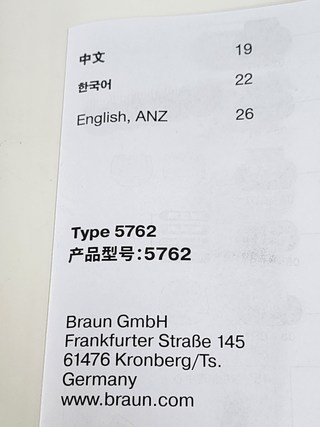 中文 19
한국어 22
English, ANZ 26
Type 5762
产品型号:5762
Braun GmbH
Frankfurter Straße 145
61476 Kronberg/Ts.
Germany
www.braun.com